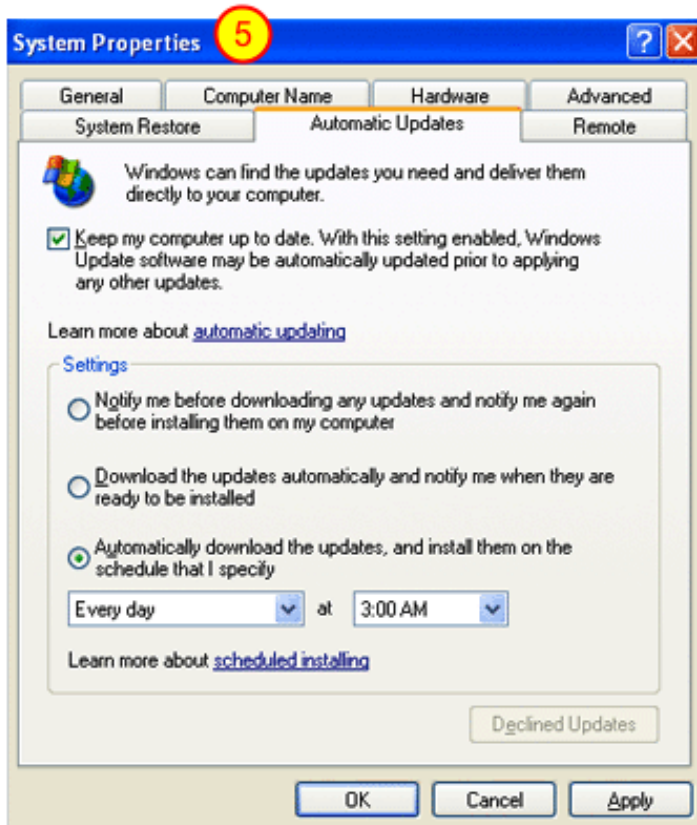 System Properties 5
?
General Computer Name Hardware Advanced
System Restore Automatic Updates Remote
Windows can find the updates you need and deliver them
directly to your computer.
Keep my computer up to date. With this setting enabled, Windows
Update software may be automatically updated prior to applying
any other updates.
Learn more about automatic updating
Settings
Notify me before downloading any updates and notify me again
before installing them on my computer
Download the updates automatically and notify me when they are
ready to be installed
Automatically download the updates, and install them on the
schedule that I specify
Every day at 3:00 AM
Learn more about scheduled installing
Declined Updates
OK Cancel Apply